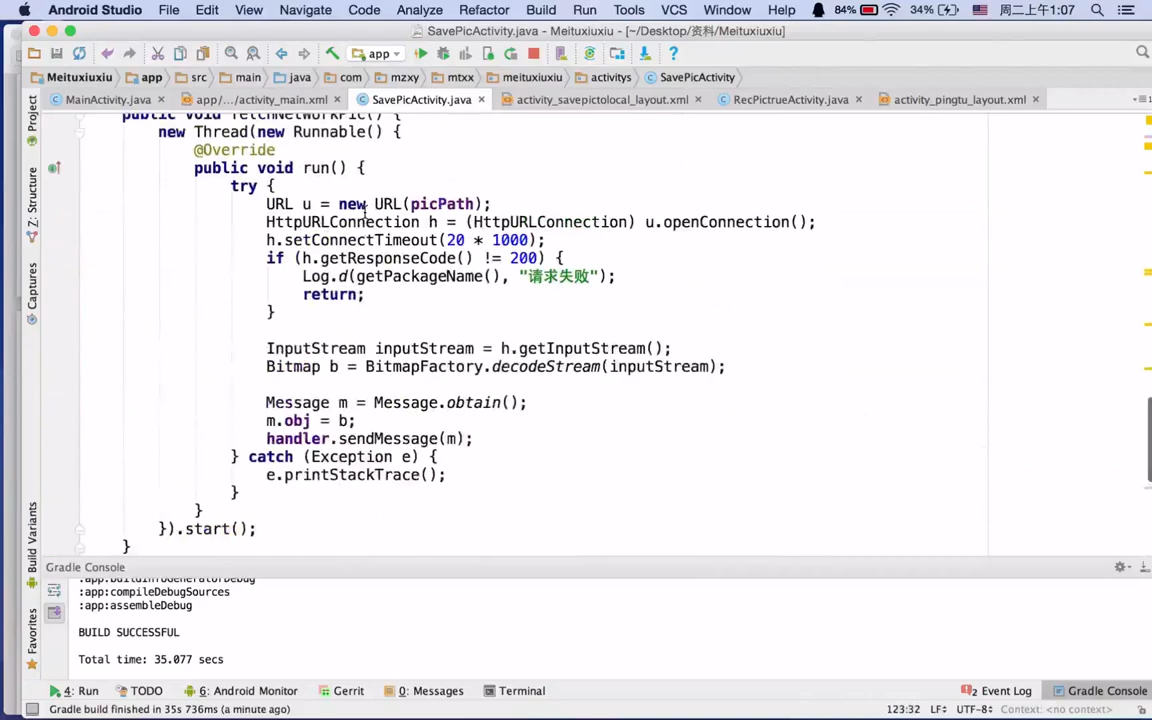 Android Studio File Edit View Navigate Code Analyze Refactor Build Run Tools VCS Window Help 84% 34% 周二上午1:07
SavePicActivity.java - Meituxiuxiu - [~/Desktop/资料/Meituxiuxiu]
app
Meituxiuxiu app src main java com mzxy mtxx meituxiuxiu activitys SavePicActivity
MainActivity.java app/.../activity_main.xml SavePicActivity.java activity_savepictolocal_layout.xml RecPictrueActivity.java activity_pingtu_layout.xml
Project
Z: Structure
Captures
Build Variants
Favorites
public void fetchNetWorkPic() {
new Thread(new Runnable() {
@Override
public void run() {
try {
URL u = new URL(picPath);
HttpURLConnection h = (HttpURLConnection) u.openConnection();
h.setConnectTimeout(20 * 1000);
if (h.getResponseCode() != 200) {
Log.d(getPackageName(), "请求失败");
return;
}
InputStream inputStream = h.getInputStream();
Bitmap b = BitmapFactory.decodeStream(inputStream);
Message m = Message.obtain();
m.obj = b;
handler.sendMessage(m);
} catch (Exception e) {
e.printStackTrace();
}
}
}).start();
}
Gradle Console
:app:buildInfoGeneratorDebug
:app:compileDebugSources
:app:assembleDebug
BUILD SUCCESSFUL
Total time: 35.077 secs
4: Run TODO 6: Android Monitor Gerrit 0: Messages Terminal 2 Event Log Gradle Console
Gradle build finished in 35s 736ms (a minute ago) 123:32 LF÷ UTF-8÷ Context: <no context>